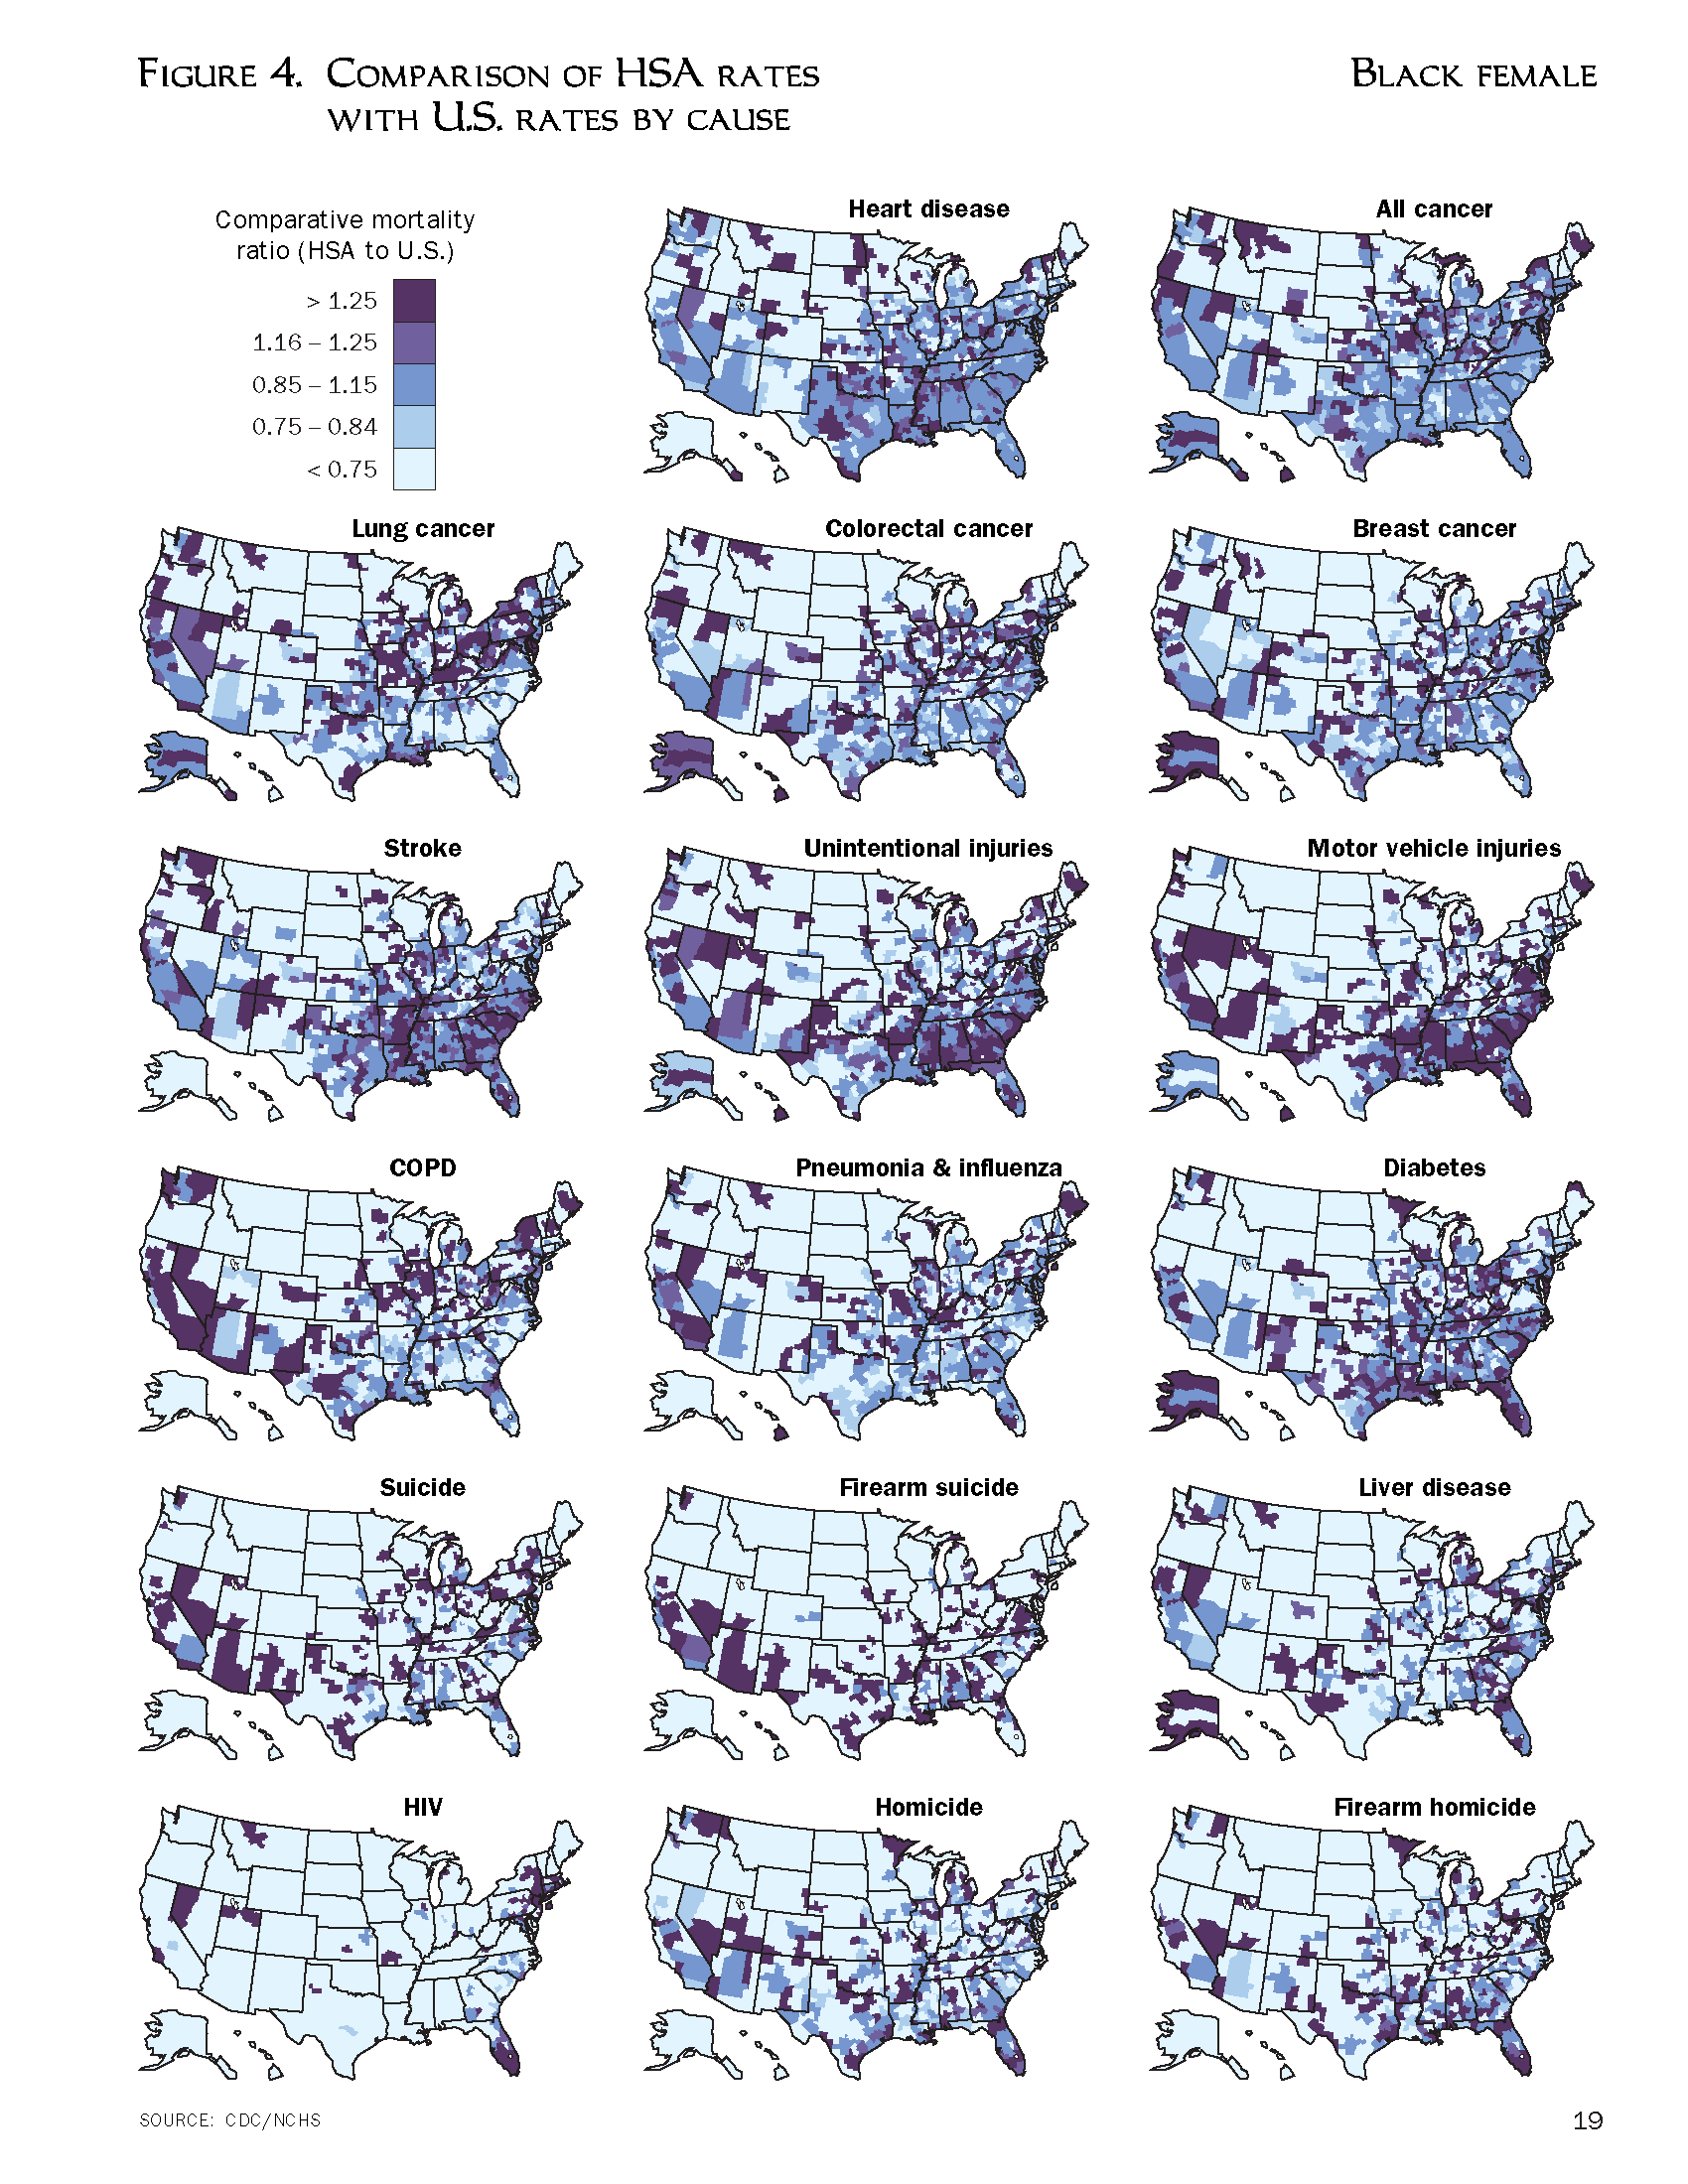 FIGURE 4. COMPARISON OF HSA RATES
WITH U.S. RATES BY CAUSE
BLACK FEMALE
Comparative mortality
ratio (HSA to U.S.)
> 1.25
1.16 – 1.25
0.85 – 1.15
0.75 – 0.84
< 0.75
Heart disease
All cancer
Lung cancer
Colorectal cancer
Breast cancer
Stroke
Unintentional injuries
Motor vehicle injuries
COPD
Pneumonia & influenza
Diabetes
Suicide
Firearm suicide
Liver disease
HIV
Homicide
Firearm homicide
SOURCE: CDC/NCHS
19